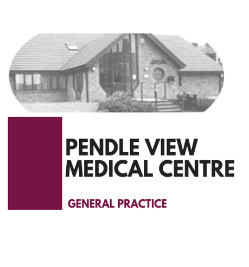 PENDLE VIEW
MEDICAL CENTRE
GENERAL PRACTICE